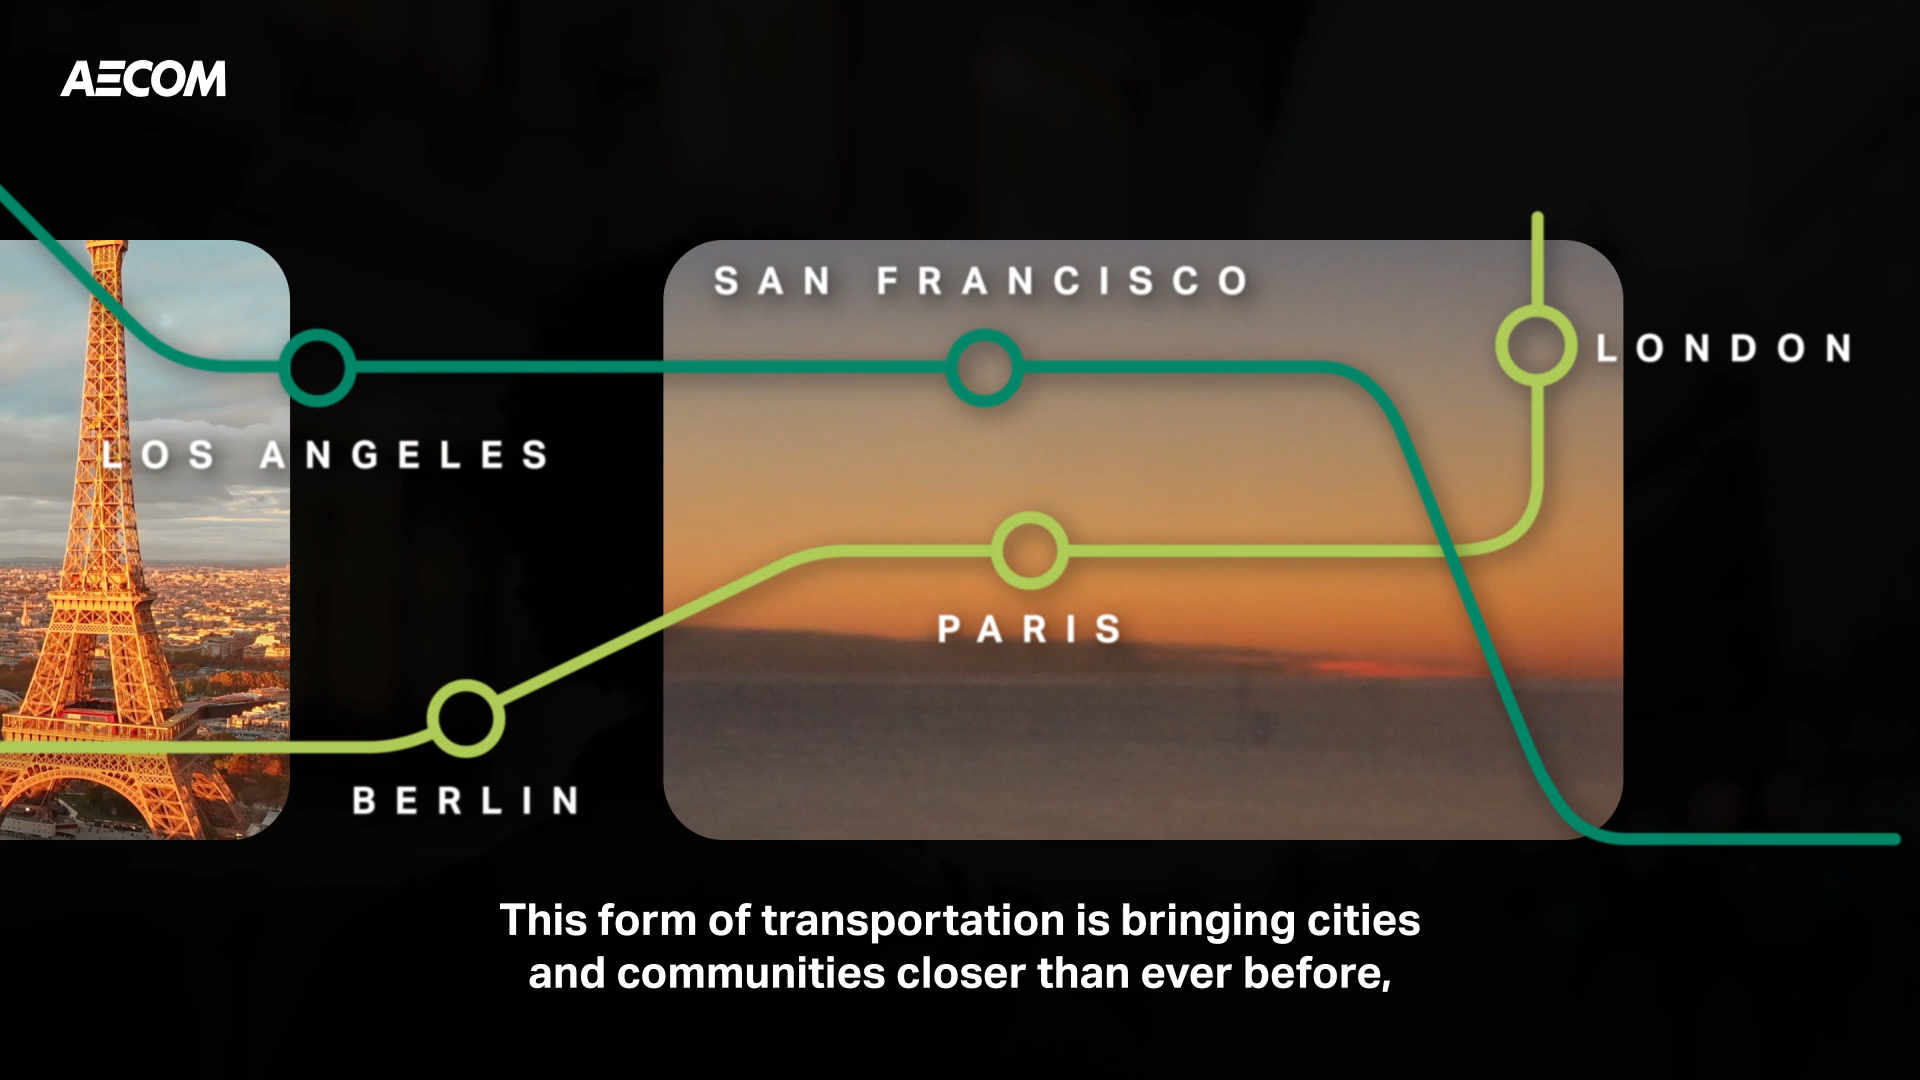 AECOM
SAN FRANCISCO
LONDON
LOS ANGELES
PARIS
BERLIN
This form of transportation is bringing cities
and communities closer than ever before,